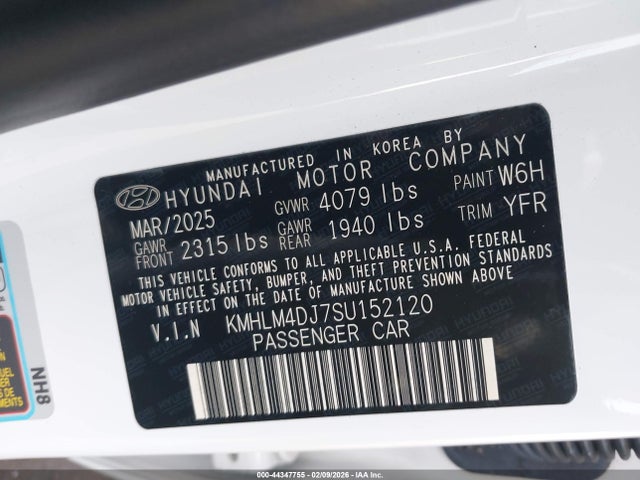 MANUFACTURED IN KOREA BY
HYUNDAI MOTOR COMPANY
MAR/2025 GVWR 4079 lbs PAINT W6H
GAWR FRONT 2315 lbs GAWR REAR 1940 lbs TRIM YFR
THIS VEHICLE CONFORMS TO ALL APPLICABLE U.S.A. FEDERAL
MOTOR VEHICLE SAFETY, BUMPER, AND THEFT PREVENTION STANDARDS
IN EFFECT ON THE DATE OF MANUFACTURE SHOWN ABOVE.
V.I.N KMHLM4DJ7SU152120
PASSENGER CAR
NH8
IAA-44347755 - 02/09/2026 - IAA Inc.